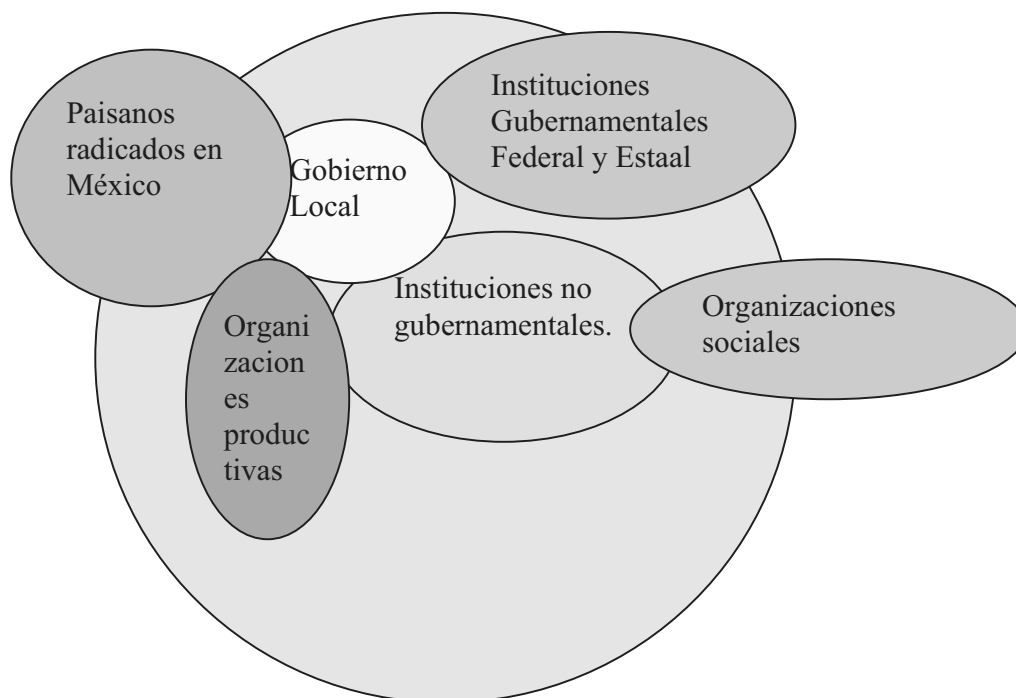 Paisanos
radicados en
México
Instituciones
Gubernamentales
Federal y Estaal
Gobierno
Local
Instituciones no
gubernamentales.
Organizaciones
sociales
Organi
zacion
es
produc
tivas